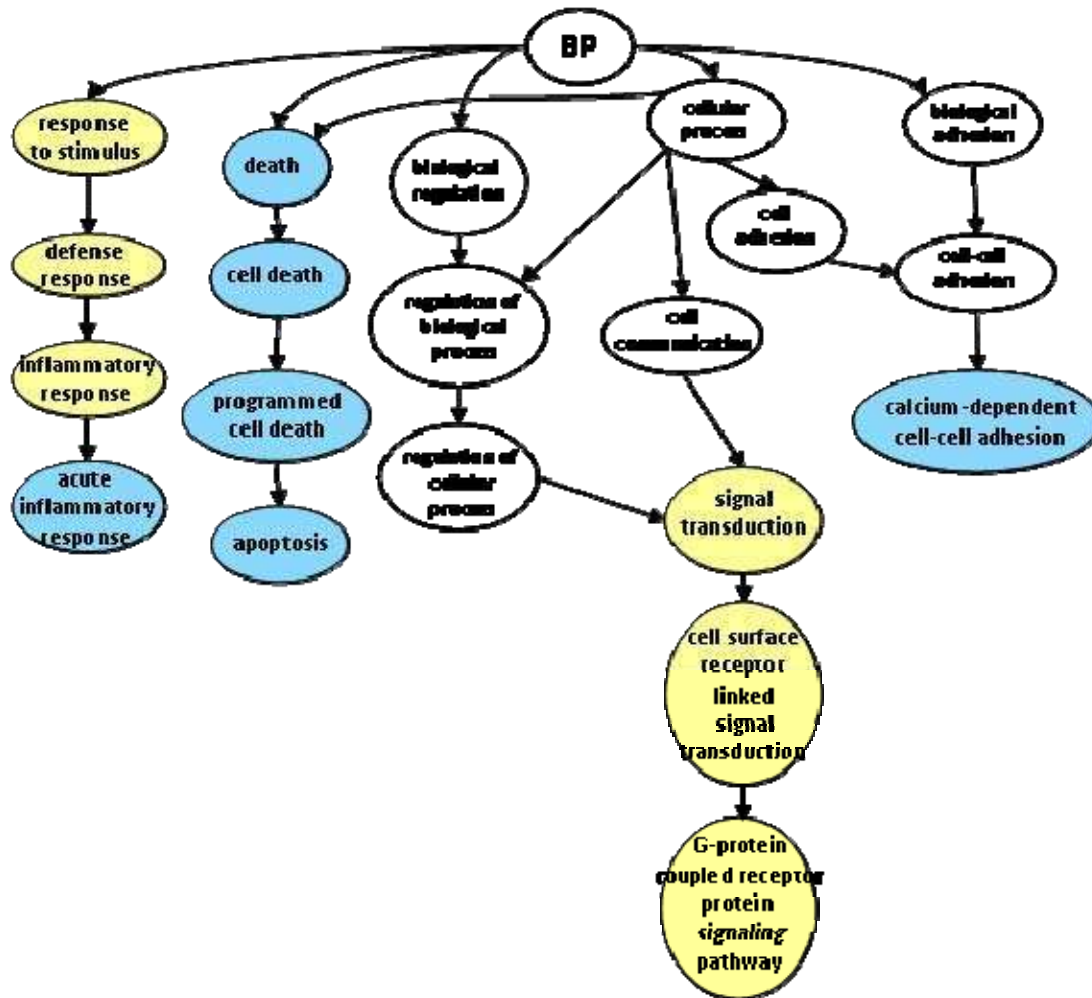 BP
response
to stimulus
death
biological
regulation
cellular
process
biological
adhesion
cell
adhesion
defense
response
cell death
regulation of
biological
process
cell
communication
cell-cell
adhesion
inflammatory
response
programmed
cell death
regulation of
cellular
process
calcium-dependent
cell-cell adhesion
acute
inflammatory
response
apoptosis
signal
transduction
cell surface
receptor
linked
signal
transduction
G-protein
coupled receptor
protein
signaling
pathway